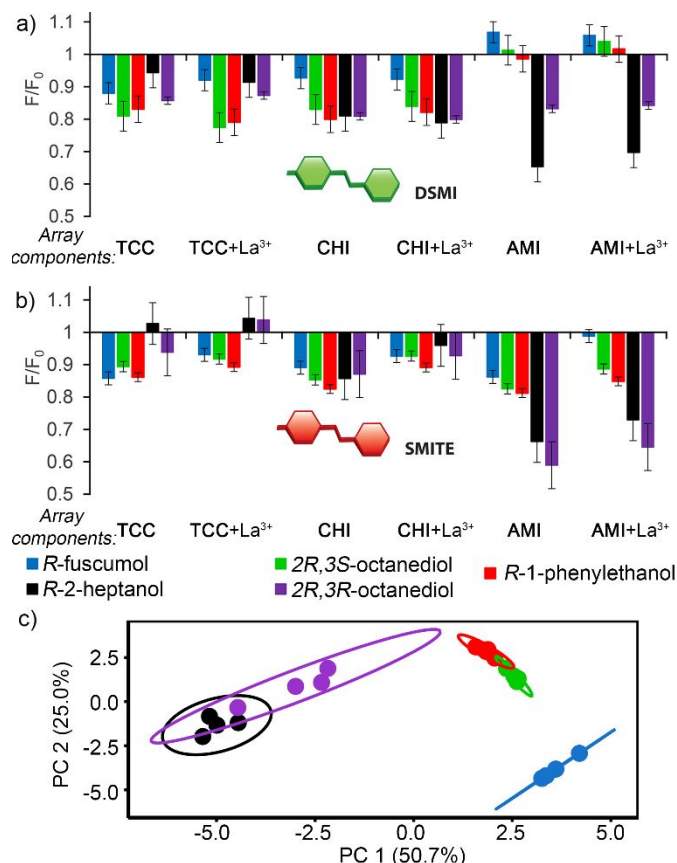 a)
1.1
1
0.9
0.8
0.7
0.6
0.5
F/F₀
DSMI
Array components:
TCC TCC+La³⁺ CHI CHI+La³⁺ AMI AMI+La³⁺
b)
1.1
1
0.9
0.8
0.7
0.6
0.5
F/F₀
SMITE
Array components:
TCC TCC+La³⁺ CHI CHI+La³⁺ AMI AMI+La³⁺
R-fuscumol 2R,3S-octanediol R-1-phenylethanol
R-2-heptanol 2R,3R-octanediol
c)
2.5
0.0
-2.5
-5.0
PC 2 (25.0%)
-5.0 -2.5 0.0 2.5 5.0
PC 1 (50.7%)